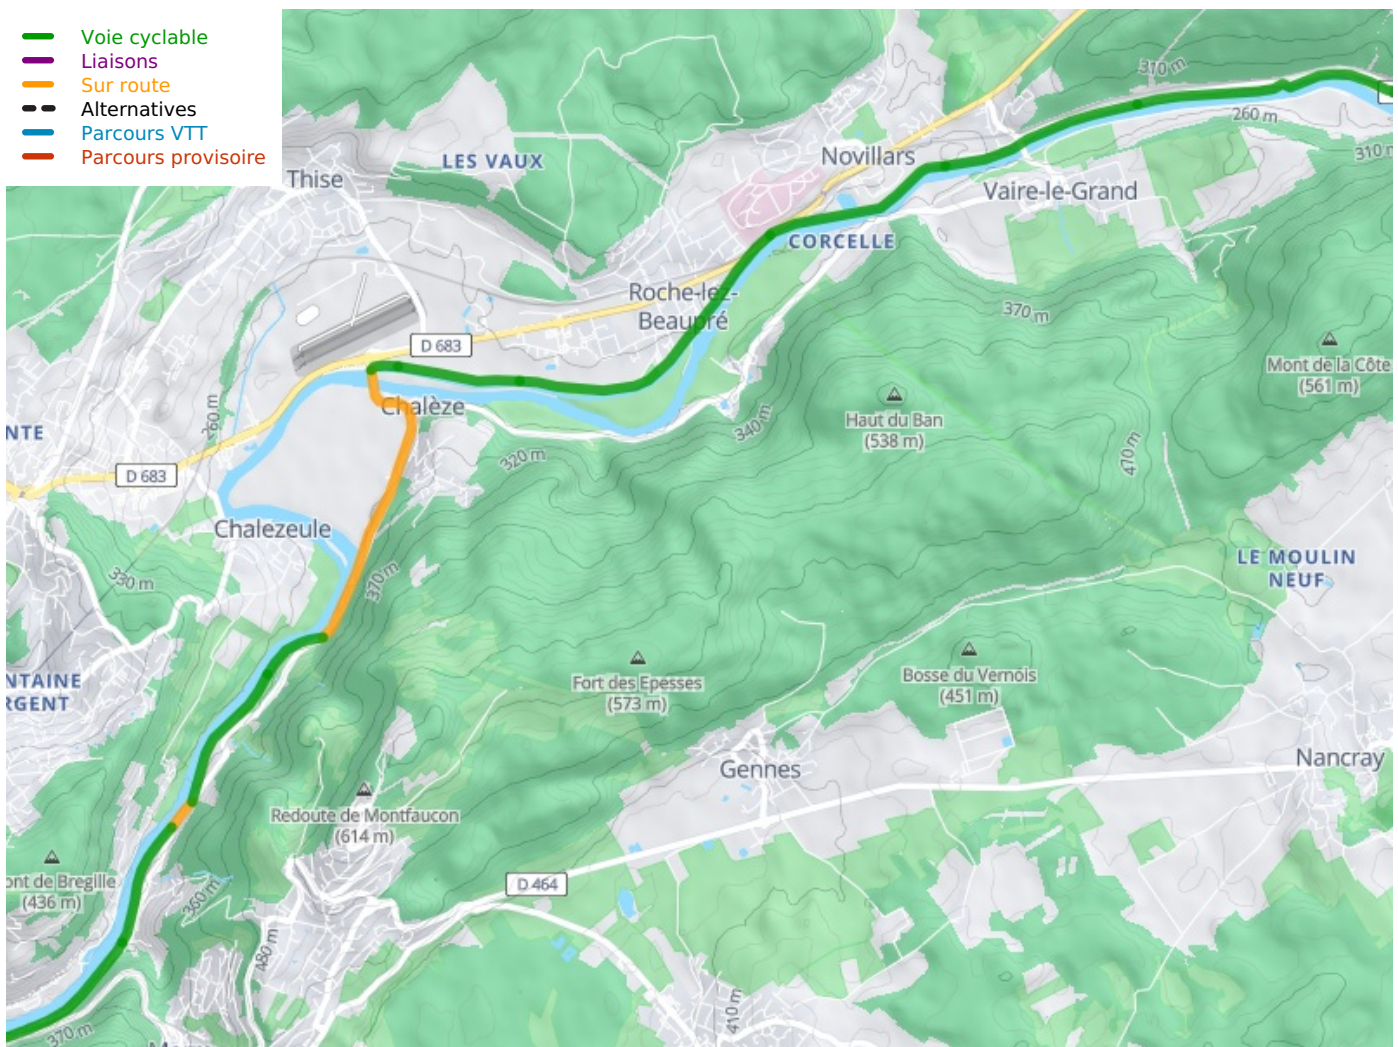 Voie cyclable
Liaisons
Sur route
Alternatives
Parcours VTT
Parcours provisoire
310 m
260 m
310 m
Novillars
LES VAUX
Thise
Vaire-le-Grand
CORCELLE
Roche-lez-
Beaupré
370 m
D 683
Mont de la Côte
(561 m)
Chalèze
260 m
340 m
Haut du Ban
(538 m)
NTE
320 m
470 m
D 683
Chalezeule
LE MOULIN
NEUF
330 m
370 m
NTAINE
RGENT
Fort des Epesses
(573 m)
Bosse du Vernois
(451 m)
Gennes
Nancray
Redoute de Montfaucon
(614 m)
ont de Bregille
(436 m)
360 m
D 464
480 m
410 m
370 m